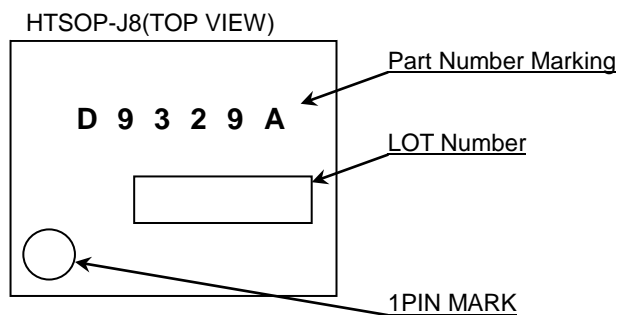 HTSOP-J8(TOP VIEW)
Part Number Marking
D 9 3 2 9 A
LOT Number
1PIN MARK